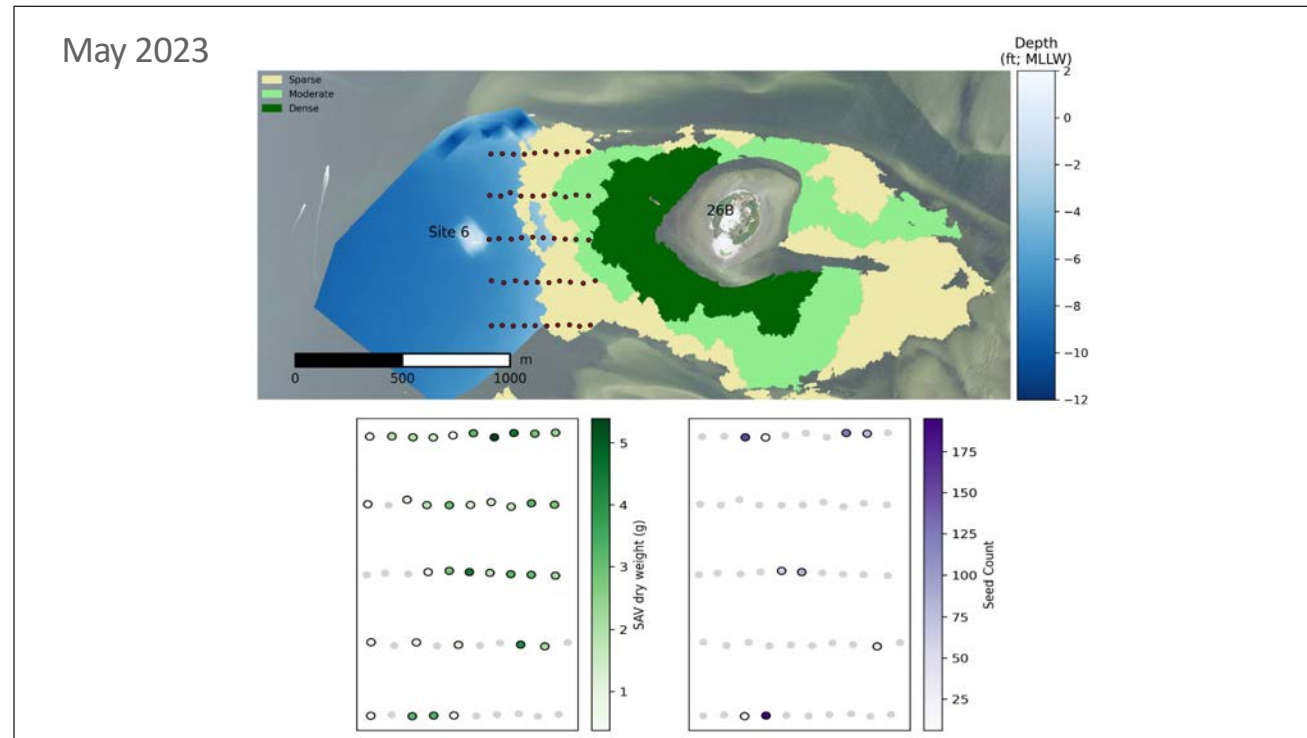 May 2023
Depth
(ft; MLLW)
Sparse
Moderate
Dense
26B
Site 6
m
0
500
1000
2
0
−2
−4
−6
−8
−10
−12
5
4
3
2
1
SAV dry weight (g)
175
150
125
100
75
50
25
Seed Count